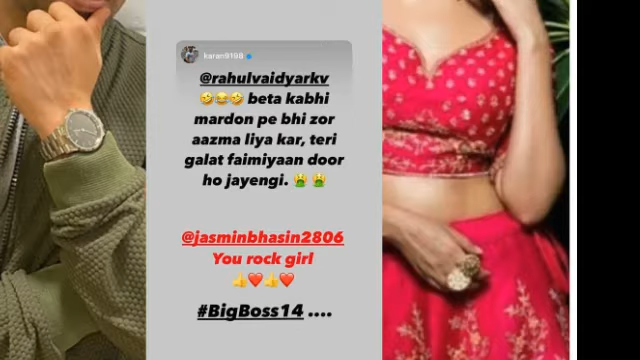 karan9198
@rahulvaidyarkv
🤣😂🤣 beta kabhi
mardon pe bhi zor
aazma liya kar, teri
galat faimiyaan door
ho jayengi. 🤮 🤮
@jasminbhasin2806
You rock girl
👍❤️👍❤️
#BigBoss14 ....